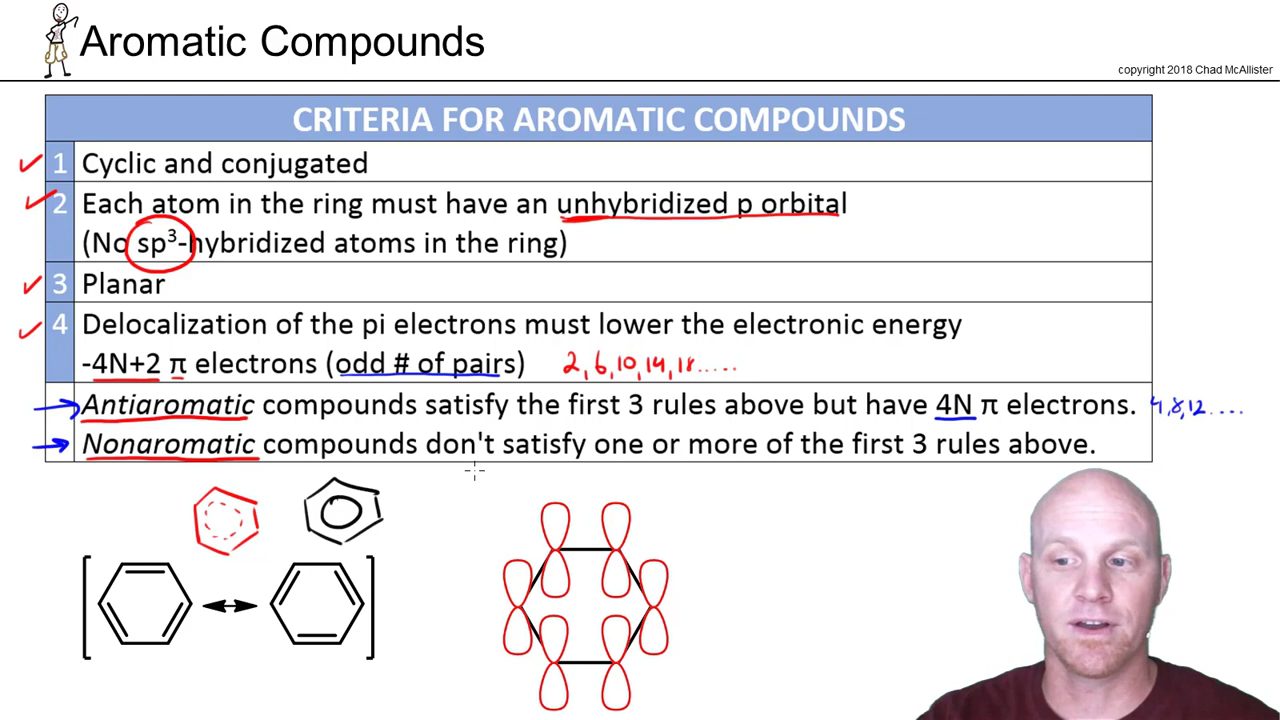 Aromatic Compounds
copyright 2018 Chad McAllister
CRITERIA FOR AROMATIC COMPOUNDS
1 Cyclic and conjugated
2 Each atom in the ring must have an unhybridized p orbital
(No sp³-hybridized atoms in the ring)
3 Planar
4 Delocalization of the pi electrons must lower the electronic energy
-4N+2 π electrons (odd # of pairs) 2, 6, 10, 14, 18.....
Antiaromatic compounds satisfy the first 3 rules above but have 4N π electrons. 4, 8, 12....
Nonaromatic compounds don't satisfy one or more of the first 3 rules above.